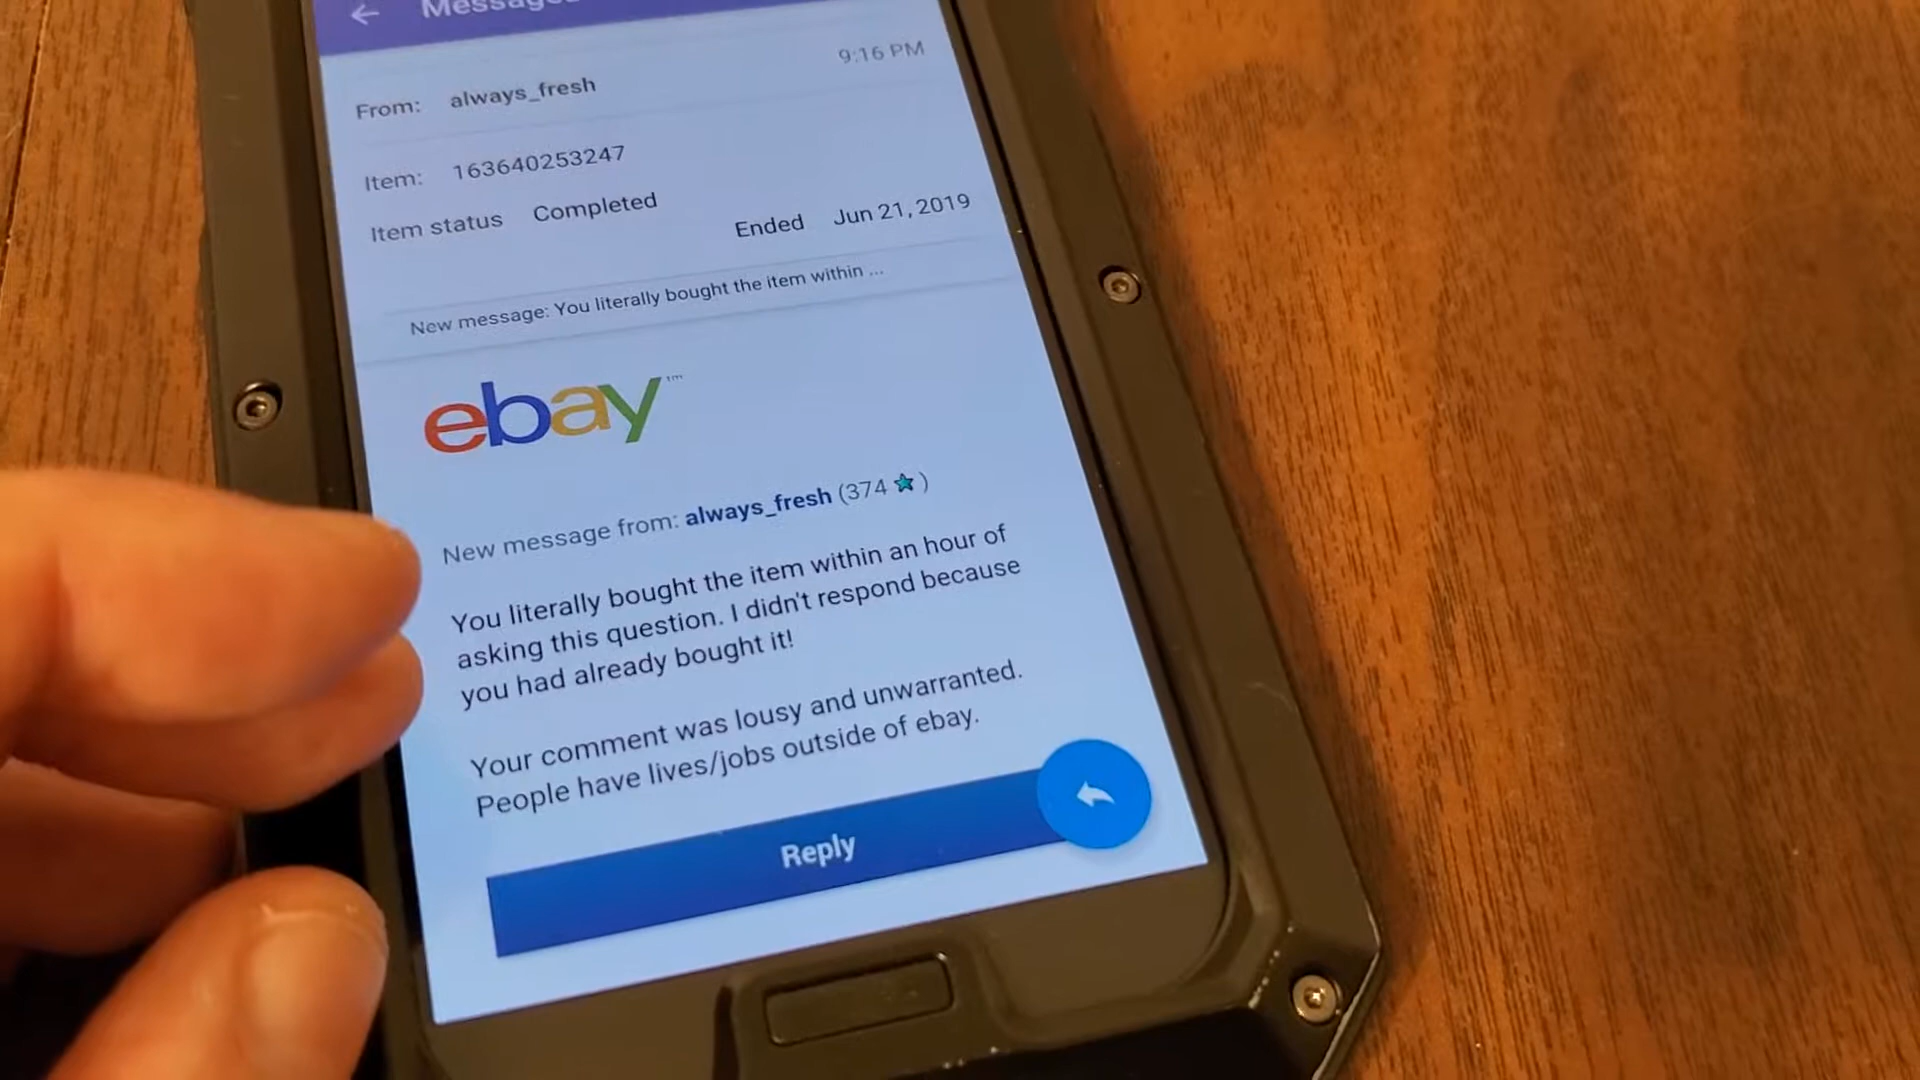 Messages
9:16 PM
From: always_fresh
Item: 163640253247
Item status Completed
Ended Jun 21, 2019
New message: You literally bought the item within ...
ebay™
New message from: always_fresh (374 ★)
You literally bought the item within an hour of
asking this question. I didn't respond because
you had already bought it!
Your comment was lousy and unwarranted.
People have lives/jobs outside of ebay.
Reply